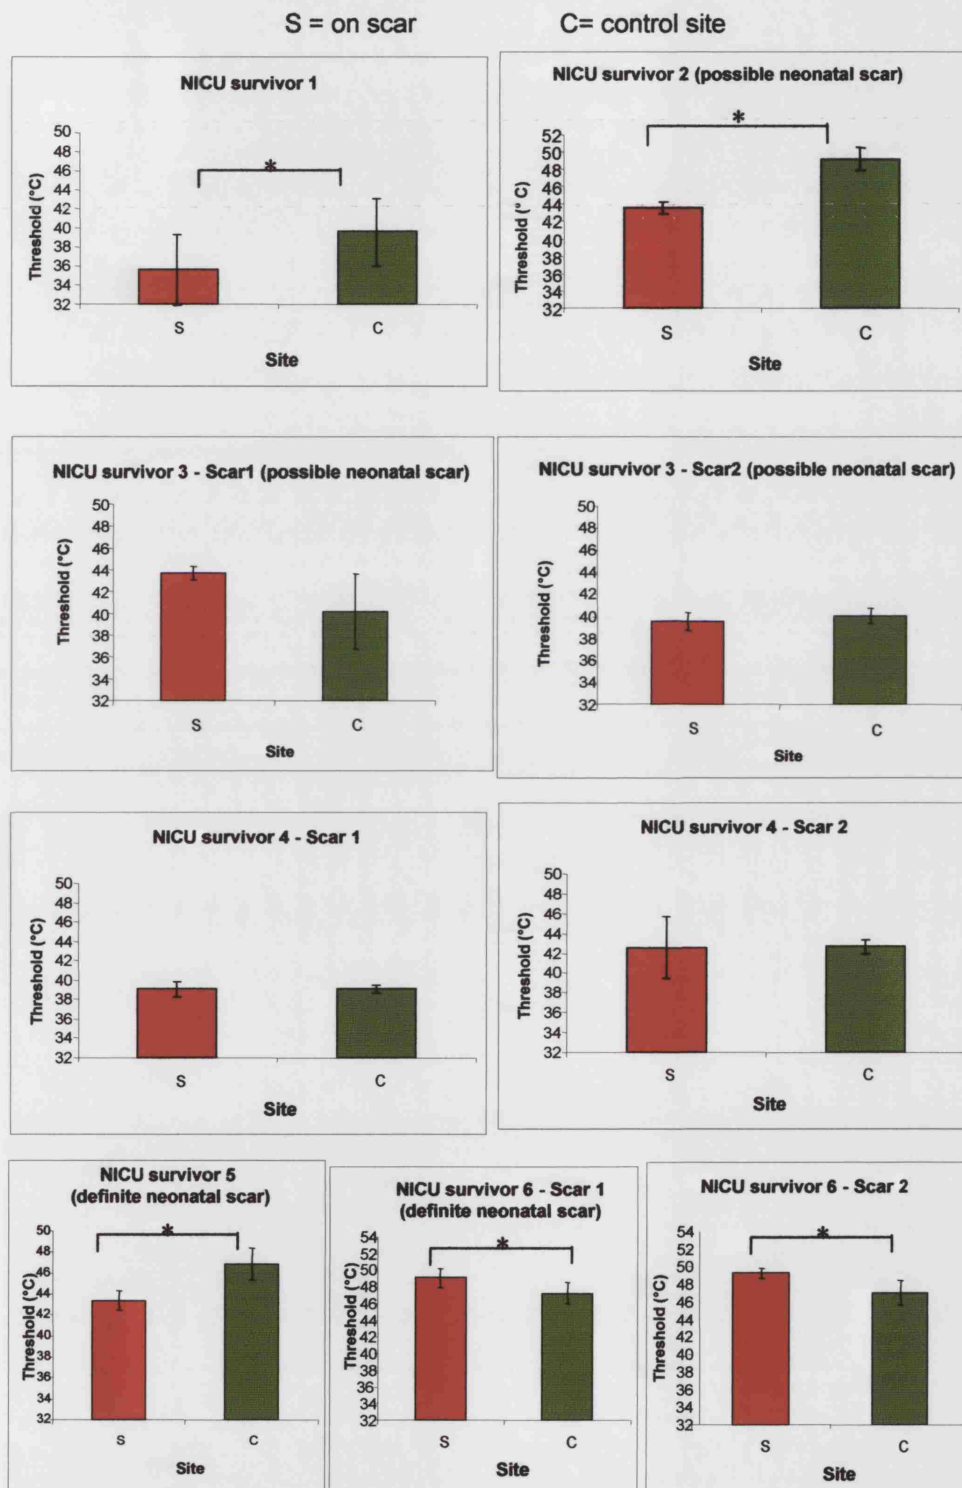 S = on scar C= control site
NICU survivor 1
50
48
46
44
42
40
38
36
34
32
Threshold (°C)
S C
Site
*
NICU survivor 2 (possible neonatal scar)
52
50
48
46
44
42
40
38
36
34
32
Threshold (° C)
S C
Site
*
NICU survivor 3 - Scar1 (possible neonatal scar)
50
48
46
44
42
40
38
36
34
32
Threshold (°C)
S C
Site
NICU survivor 3 - Scar2 (possible neonatal scar)
50
48
46
44
42
40
38
36
34
32
Threshold (°C)
S C
Site
NICU survivor 4 - Scar 1
50
48
46
44
42
40
38
36
34
32
Threshold (°C)
S C
Site
NICU survivor 4 - Scar 2
50
48
46
44
42
40
38
36
34
32
Threshold (°C)
S C
Site
NICU survivor 5
(definite neonatal scar)
50
48
46
44
42
40
38
36
34
32
Threshold (°C)
S C
Site
*
NICU survivor 6 - Scar 1
(definite neonatal scar)
54
52
50
48
46
44
42
40
38
36
34
32
Threshold (°C)
S C
Site
*
NICU survivor 6 - Scar 2
54
52
50
48
46
44
42
40
38
36
34
32
Threshold (°C)
S C
Site
*